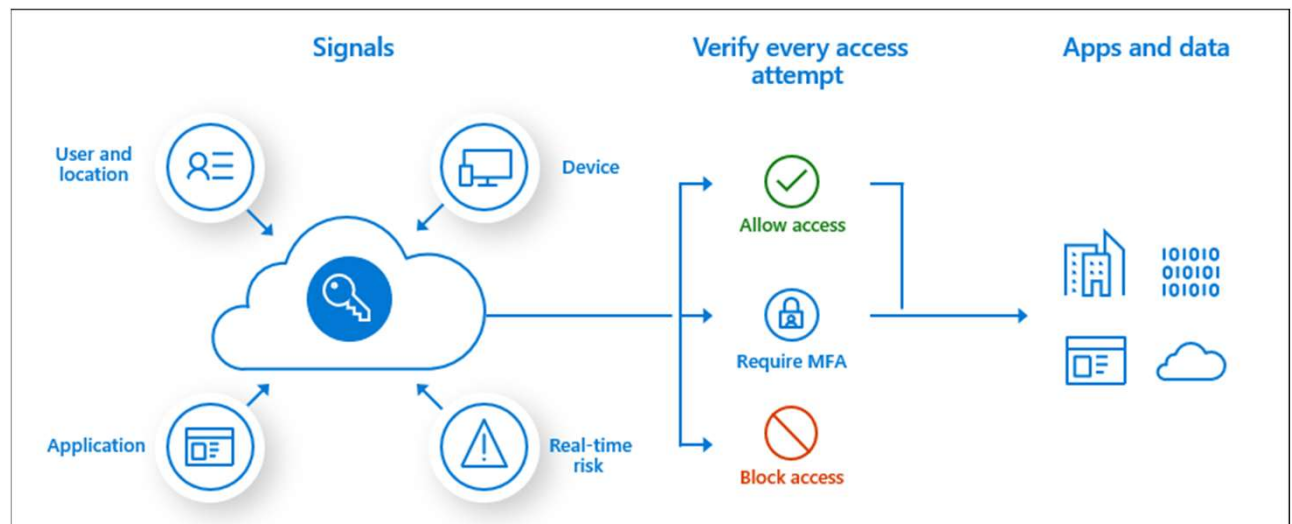 Signals
Verify every access
attempt
Apps and data
User and
location
Device
Allow access
101010
010101
101010
Require MFA
Application
Real-time
risk
Block access